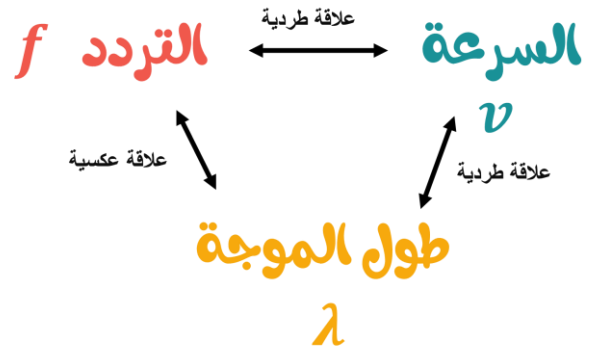 علاقة طردية
السرعة
التردد f
v
علاقة عكسية
علاقة طردية
طول الموجة
λ